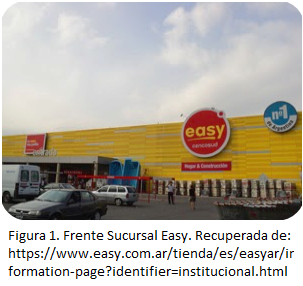 easy
cencosud
Hogar & Construcción
nº1
Figura 1. Frente Sucursal Easy. Recuperada de:
https://www.easy.com.ar/tienda/es/easyar/ir
formation-page?identifier=institucional.html